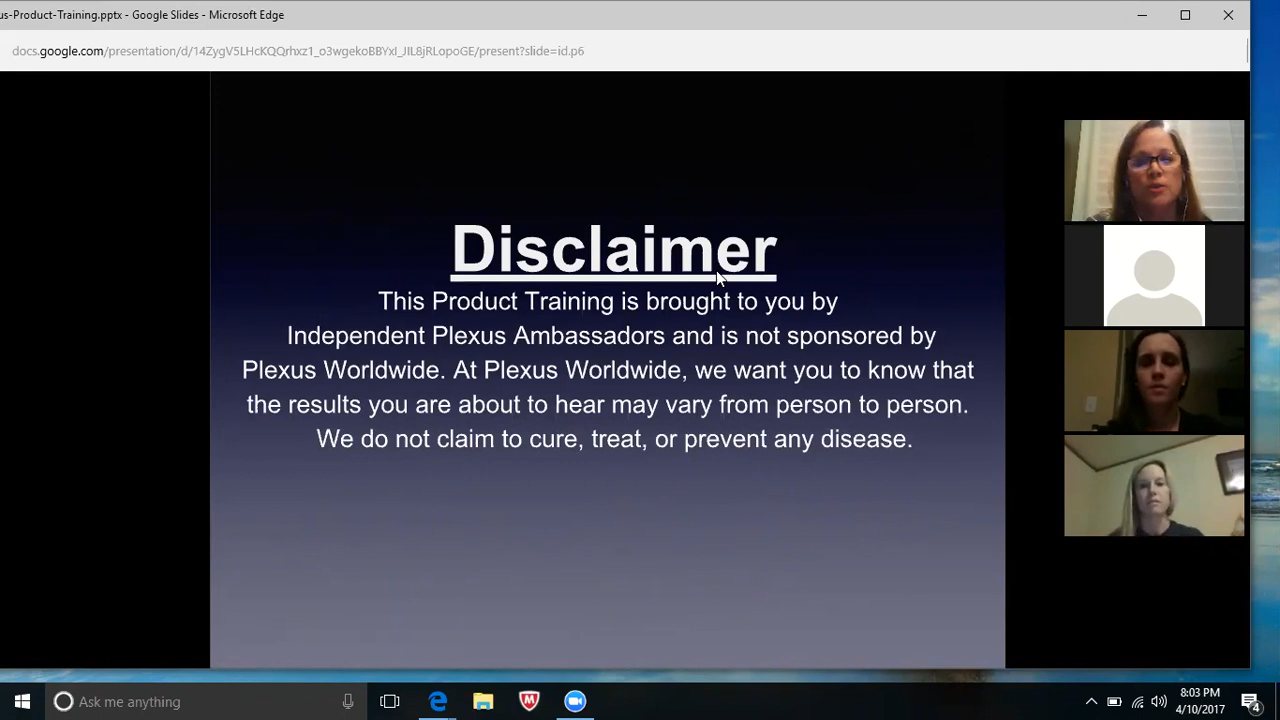 us-Product-Training.pptx - Google Slides - Microsoft Edge
docs.google.com/presentation/d/14ZygV5LHcKQQrhxz1_o3wgekoBBYxI_JIL8jRLopoGE/present?slide=id.p6
Disclaimer
This Product Training is brought to you by
Independent Plexus Ambassadors and is not sponsored by
Plexus Worldwide. At Plexus Worldwide, we want you to know that
the results you are about to hear may vary from person to person.
We do not claim to cure, treat, or prevent any disease.
Ask me anything
8:03 PM
4/10/2017
4